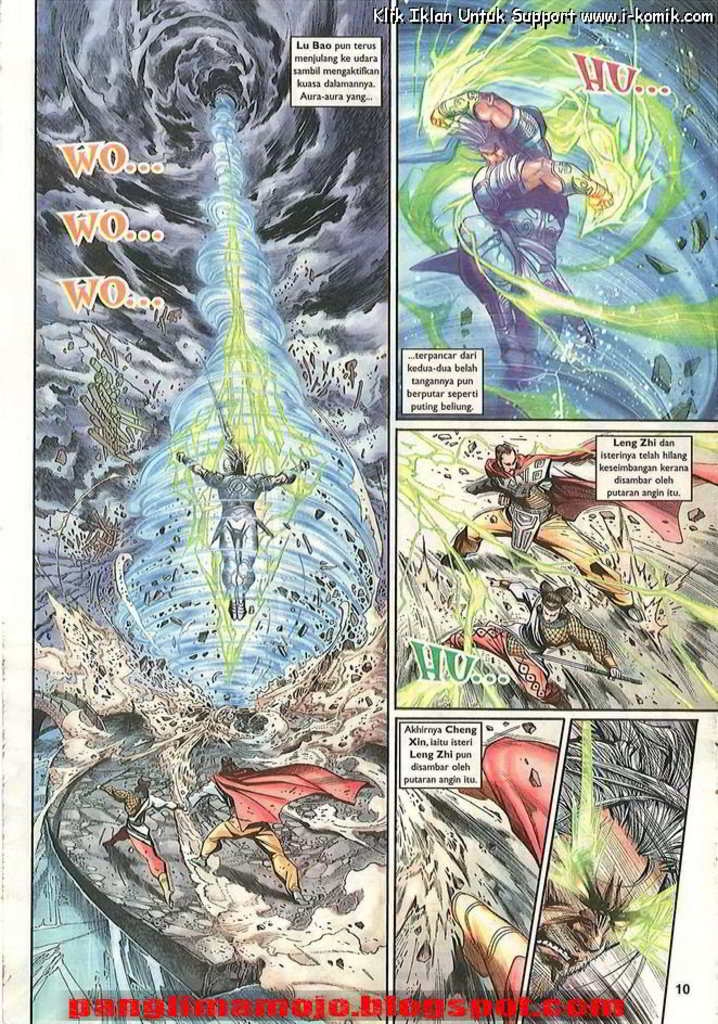 Klik Iklan Untuk Support www.i-komik.com
Lu Bao pun terus
menjulang ke udara
sambil mengaktifkan
kuasa dalamannya.
Aura-aura yang...
WO...
WO...
WO...
HU...
...terpancar dari
kedua-dua belah
tangannya pun
berputar seperti
puting beliung.
Leng Zhi dan
isterinya telah hilang
keseimbangan kerana
disambar oleh
putaran angin itu.
HU...
Akhirnya Cheng
Xin, iaitu isteri
Leng Zhi pun
disambar oleh
putaran angin itu.
10
panglimamojo.blogspot.com